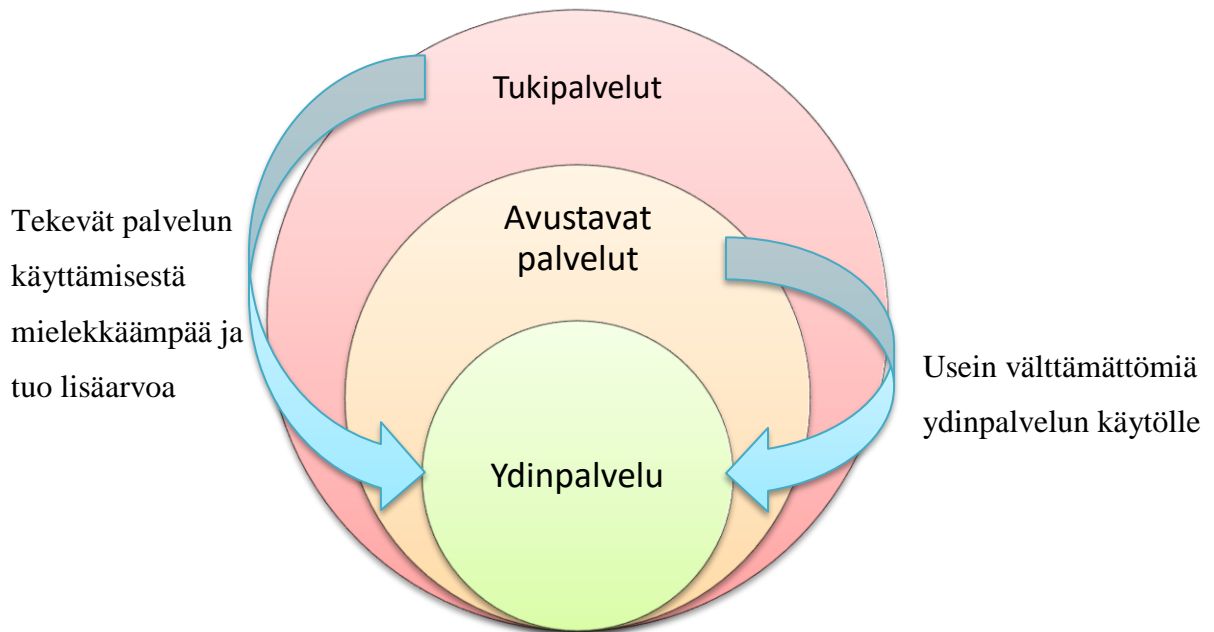 Tukipalvelut
Avustavat
palvelut
Tekevät palvelun
käyttämisestä
mielekkäämpää ja
tuo lisäarvoa
Usein välttämättömiä
ydinpalvelun käytölle
Ydinpalvelu